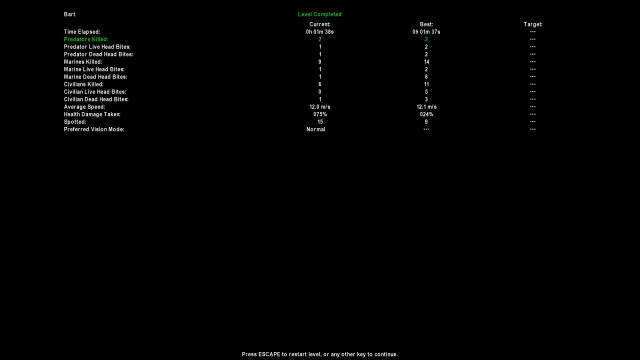 Bart Level Completed
Current: Best: Target:
Time Elapsed: 0h 01m 38s 0h 01m 37s ---
Predators Killed: 2 2 ---
Predator Live Head Bites: 1 2 ---
Predator Dead Head Bites: 1 2 ---
Marines Killed: 9 14 ---
Marine Live Head Bites: 1 2 ---
Marine Dead Head Bites: 1 8 ---
Civilians Killed: 6 11 ---
Civilian Live Head Bites: 0 5 ---
Civilian Dead Head Bites: 1 3 ---
Average Speed: 12.0 m/s 12.1 m/s ---
Health Damage Taken: 075% 024% ---
Spotted: 15 9 ---
Preferred Vision Mode: Normal --- ---
Press ESCAPE to restart level, or any other key to continue.